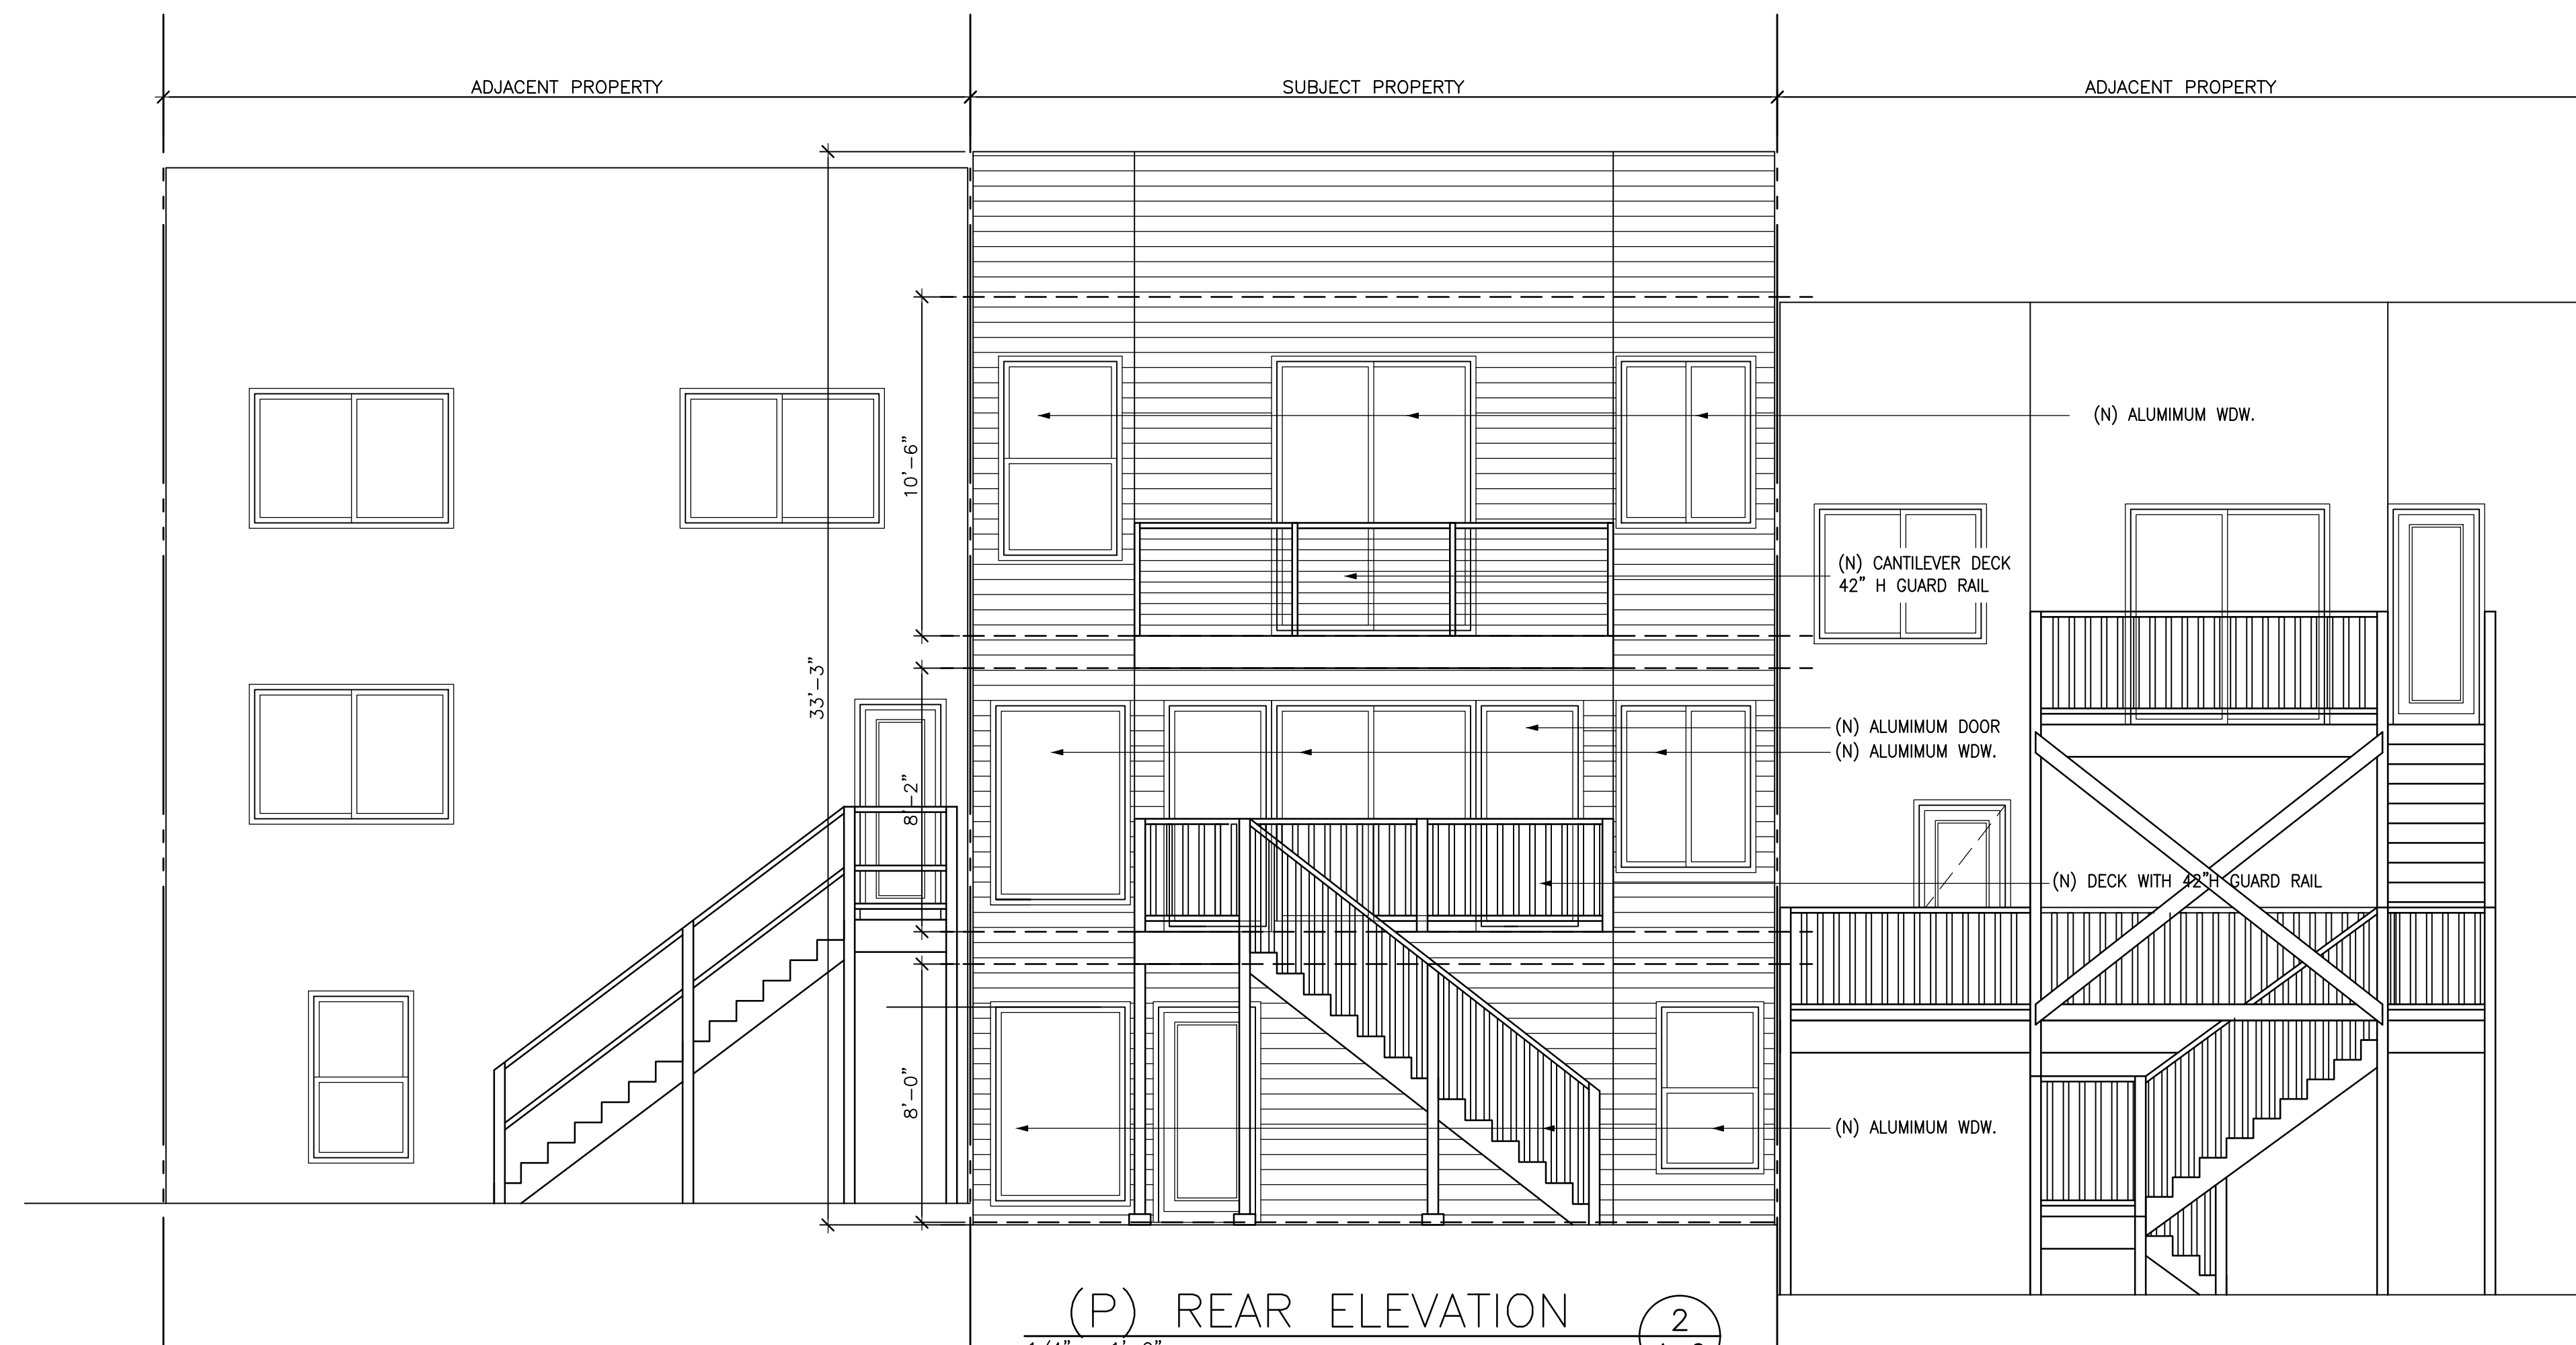 ADJACENT PROPERTY
SUBJECT PROPERTY
ADJACENT PROPERTY
(N) ALUMIMUM WDW.
10'-6"
(N) CANTILEVER DECK
42" H GUARD RAIL
33'-3"
(N) ALUMIMUM DOOR
(N) ALUMIMUM WDW.
8'-2"
(N) DECK WITH 42"H GUARD RAIL
8'-0"
(N) ALUMIMUM WDW.
(P) REAR ELEVATION
2